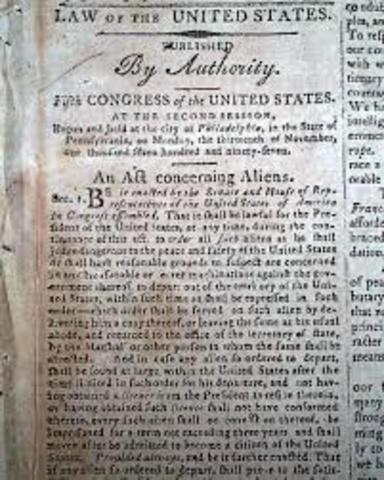 LAW OF THE UNITED STATES.
PUBLISHED
By Authority.
Fifth CONGRESS of the UNITED STATES.
AT THE SECOND SESSION,
Begun and held at the city of Philadelphia, in the State of
Pennsylvania, on Monday, the thirteenth of November,
one thousand seven hundred and ninety-seven.
An Act concerning Aliens.
Sec. 1. BE it enacted by the Senate and House of Rep-
resentatives of the United States of America
in Congress assembled, That it shall be lawful for the Pre-
sident of the United States, at any time, during the con-
tinuance of this act, to order all such aliens as he shall
judge dangerous to the peace and safety of the United States
or shall have reasonable grounds to suspect are concerned
in any treasonable or secret machinations against the gov-
ernment thereof, to depart out of the territory of the Uni-
ted States, within such time as shall be expressed in such
order—which order shall be served on such alien by de-
livering him a copy thereof, or leaving the same at his usual
abode, and returned to the office of the secretary of state,
by the Marshal or other person to whom the same shall be
directed. And in case any alien so ordered to depart,
shall be found at large within the United States after the
time limited in such order for his departure, and not hav-
ing obtained a license from the President to reside therein,
or having obtained such license shall not have conformed
thereto, every such alien shall on conviction thereof, be
imprisoned for a term not exceeding three years and shall
never after be admitted to become a citizen of the United
States. Provided always, and be it further enacted, That
if any alien so ordered to depart, shall prove to the satis-